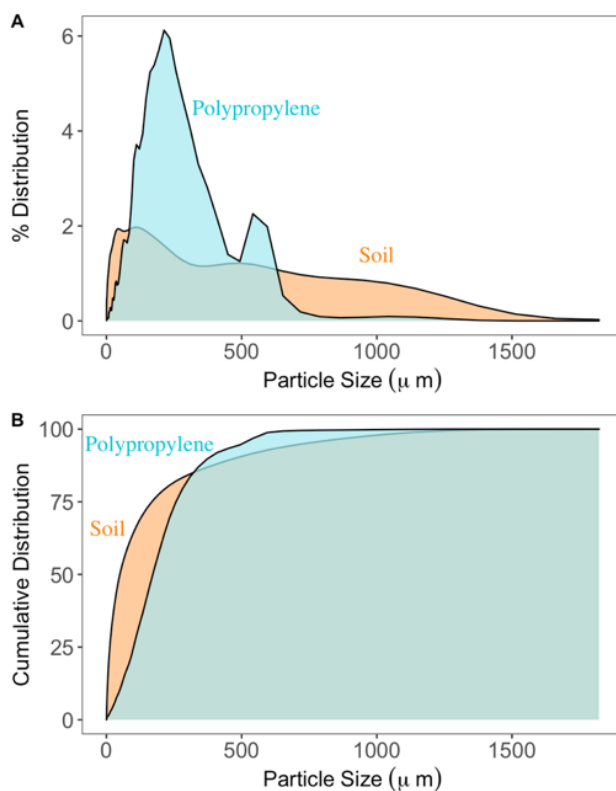 A
% Distribution
6
4
2
0
Polypropylene
Soil
0 500 1000 1500
Particle Size (μ m)
B
Cumulative Distribution
100
75
50
25
0
Polypropylene
Soil
0 500 1000 1500
Particle Size (μ m)